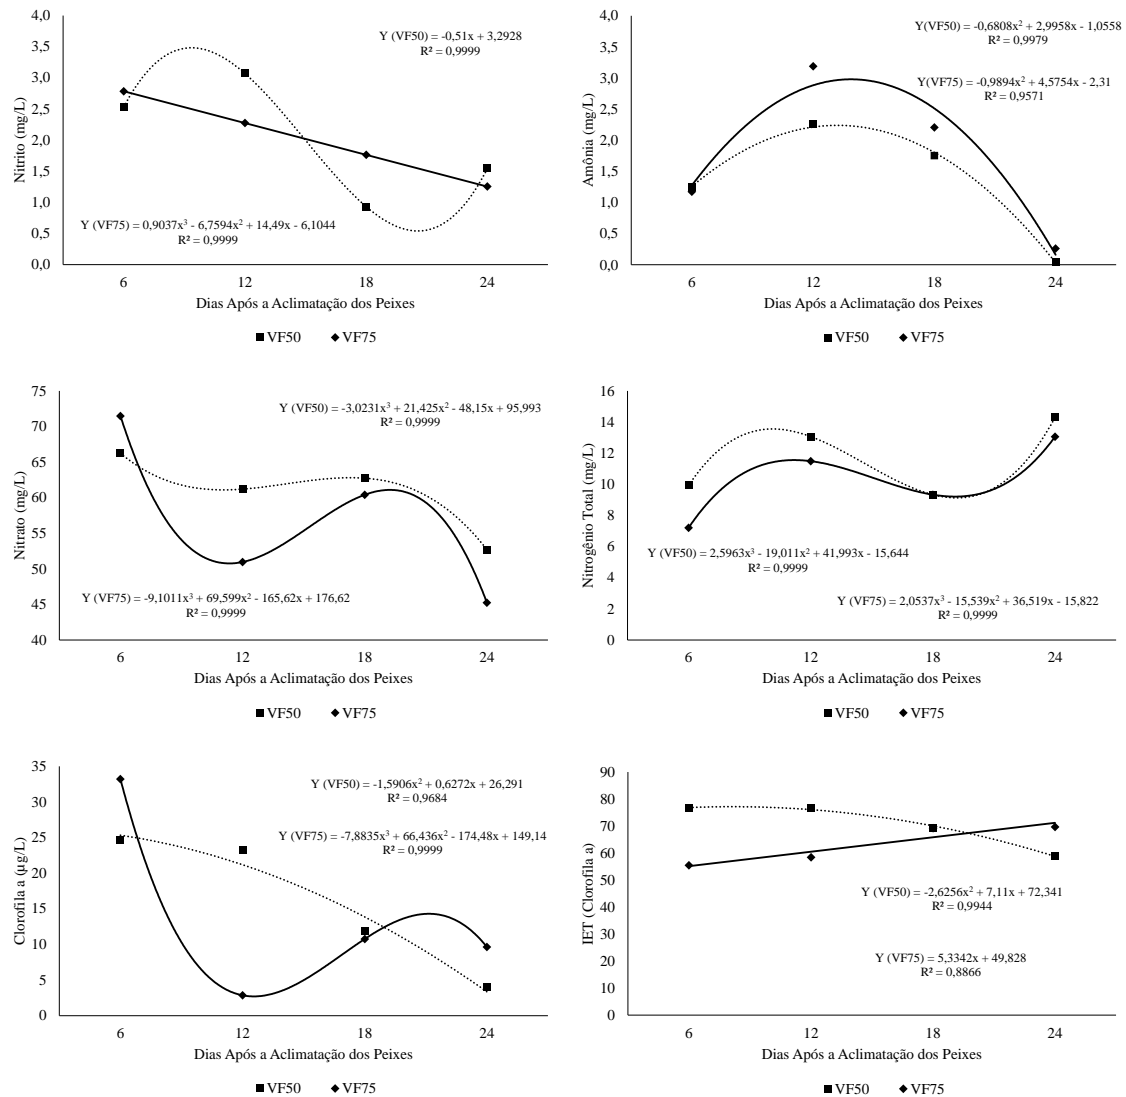 4,0
3,5
3,0
2,5
2,0
1,5
1,0
0,5
0,0
Nitrito (mg/L)
Y (VF50) = -0,51x + 3,2928
R² = 0,9999
Y (VF75) = 0,9037x³ - 6,7594x² + 14,49x - 6,1044
R² = 0,9999
6 12 18 24
Dias Após a Aclimatação dos Peixes
VF50 VF75
4,0
3,5
3,0
2,5
2,0
1,5
1,0
0,5
0,0
Amônia (mg/L)
Y(VF50) = -0,6808x² + 2,9958x - 1,0558
R² = 0,9979
Y(VF75) = -0,9894x² + 4,5754x - 2,31
R² = 0,9571
6 12 18 24
Dias Após a Aclimatação dos Peixes
VF50 VF75
75
70
65
60
55
50
45
40
Nitrato (mg/L)
Y (VF50) = -3,0231x³ + 21,425x² - 48,15x + 95,993
R² = 0,9999
Y (VF75) = -9,1011x³ + 69,599x² - 165,62x + 176,62
R² = 0,9999
6 12 18 24
Dias Após a Aclimatação dos Peixes
VF50 VF75
16
14
12
10
8
6
4
2
0
Nitrogênio Total (mg/L)
Y (VF50) = 2,5963x³ - 19,011x² + 41,993x - 15,644
R² = 0,9999
Y (VF75) = 2,0537x³ - 15,539x² + 36,519x - 15,822
R² = 0,9999
6 12 18 24
Dias Após a Aclimatação dos Peixes
VF50 VF75
35
30
25
20
15
10
5
0
Clorofila a (µg/L)
Y (VF50) = -1,5906x² + 0,6272x + 26,291
R² = 0,9684
Y (VF75) = -7,8835x³ + 66,436x² - 174,48x + 149,14
R² = 0,9999
6 12 18 24
Dias Após a Aclimatação dos Peixes
VF50 VF75
90
80
70
60
50
40
30
20
10
0
IET (Clorofila a)
Y (VF50) = -2,6256x² + 7,11x + 72,341
R² = 0,9944
Y (VF75) = 5,3342x + 49,828
R² = 0,8866
6 12 18 24
Dias Após a Aclimatação dos Peixes
VF50 VF75